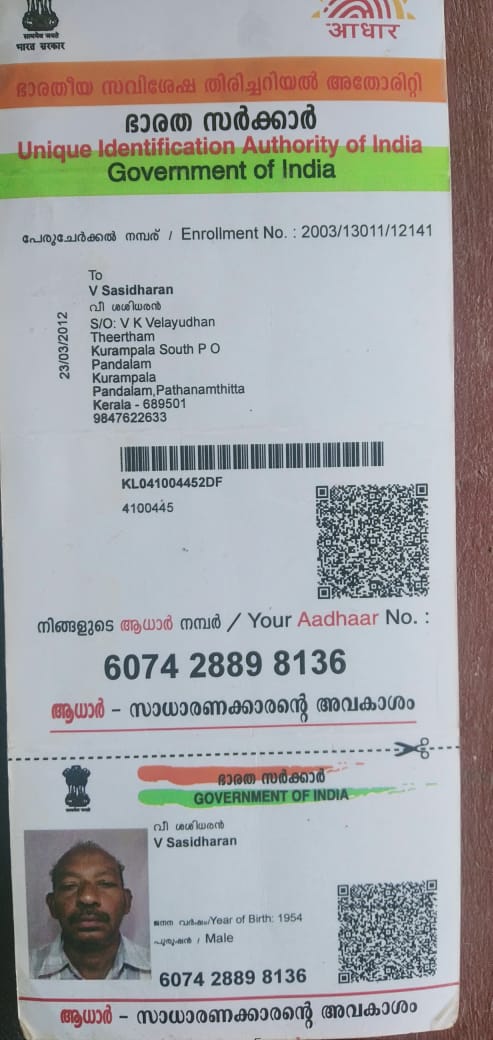 सत्यमेव जयते
भारत सरकार
आधार
ഭാരതീയ സവിശേഷ തിരിച്ചറിയൽ അതോരിറ്റി
ഭാരത സർക്കാർ
Unique Identification Authority of India
Government of India
പേരുചേർക്കൽ നമ്പര് / Enrollment No. : 2003/13011/12141
To
V Sasidharan
വീ ശശിധരൻ
S/O: V K Velayudhan
Theertham
Kurampala South P O
Pandalam
Kurampala
Pandalam,Pathanamthitta
Kerala - 689501
9847622633
23/03/2012
KL041004452DF
4100445
നിങ്ങളുടെ ആധാർ നമ്പർ / Your Aadhaar No. :
6074 2889 8136
ആധാർ - സാധാരണക്കാരന്റെ അവകാശം
ഭാരത സർക്കാർ
GOVERNMENT OF INDIA
വീ ശശിധരൻ
V Sasidharan
ജനന വർഷം/Year of Birth: 1954
പുരുഷൻ / Male
6074 2889 8136
ആധാർ - സാധാരണക്കാരന്റെ അവകാശം